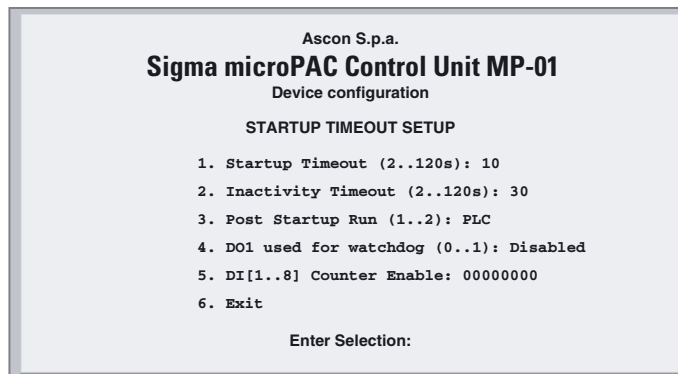 Ascon S.p.a.
Sigma microPAC Control Unit MP-01
Device configuration
STARTUP TIMEOUT SETUP
1. Startup Timeout (2..120s): 10
2. Inactivity Timeout (2..120s): 30
3. Post Startup Run (1..2): PLC
4. DO1 used for watchdog (0..1): Disabled
5. DI[1..8] Counter Enable: 00000000
6. Exit
Enter Selection: